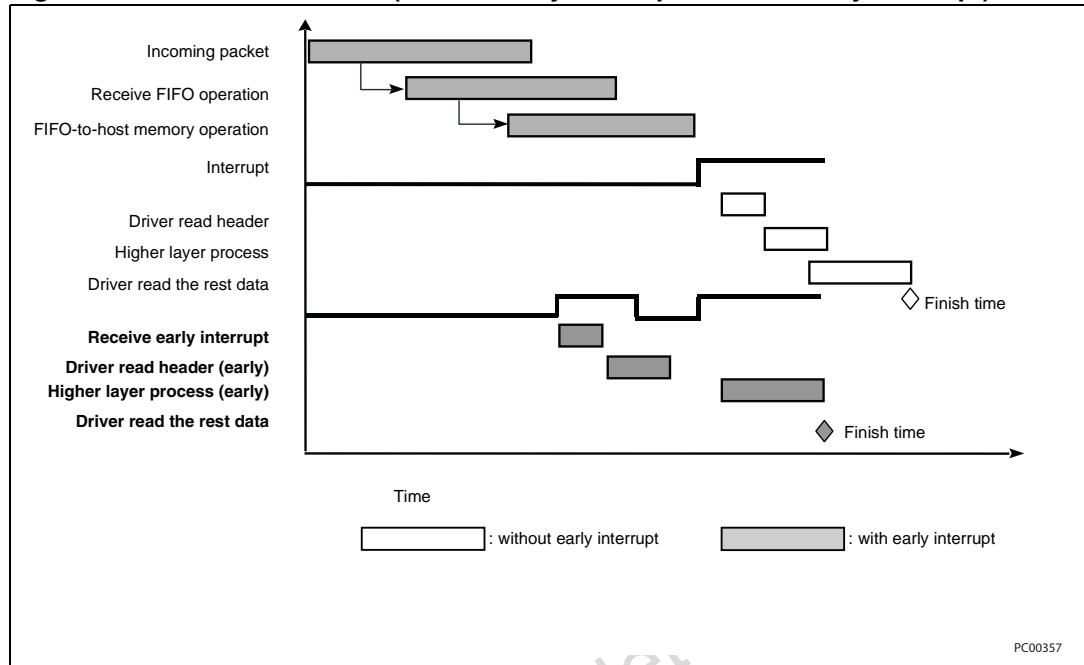 Incoming packet
Receive FIFO operation
FIFO-to-host memory operation
Interrupt
Driver read header
Higher layer process
Driver read the rest data
Finish time
Receive early interrupt
Driver read header (early)
Higher layer process (early)
Driver read the rest data
Finish time
Time
: without early interrupt
: with early interrupt
PC00357